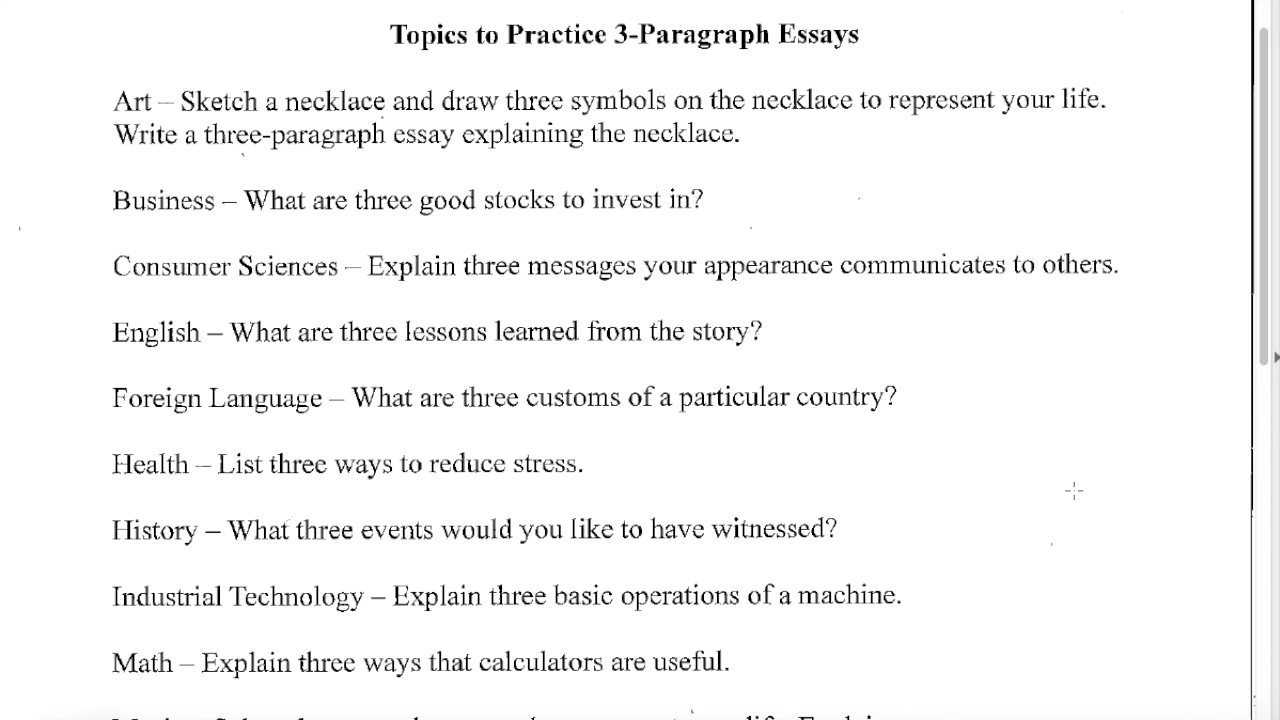 Topics to Practice 3-Paragraph Essays
Art – Sketch a necklace and draw three symbols on the necklace to represent your life.
Write a three-paragraph essay explaining the necklace.
Business – What are three good stocks to invest in?
Consumer Sciences – Explain three messages your appearance communicates to others.
English – What are three lessons learned from the story?
Foreign Language – What are three customs of a particular country?
Health – List three ways to reduce stress.
History – What three events would you like to have witnessed?
Industrial Technology – Explain three basic operations of a machine.
Math – Explain three ways that calculators are useful.